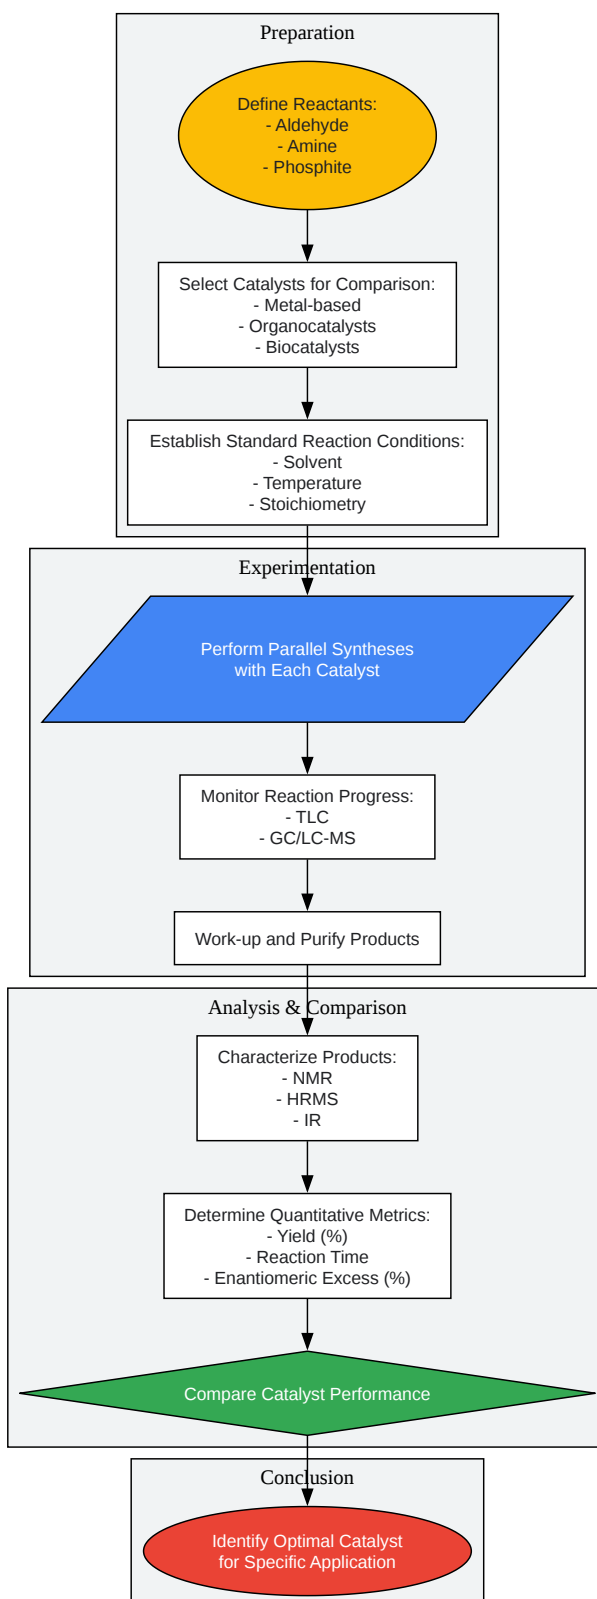 Preparation
Define Reactants:
- Aldehyde
- Amine
- Phosphite
Select Catalysts for Comparison:
- Metal-based
- Organocatalysts
- Biocatalysts
Establish Standard Reaction Conditions:
- Solvent
- Temperature
- Stoichiometry
Experimentation
Perform Parallel Syntheses
with Each Catalyst
Monitor Reaction Progress:
- TLC
- GC/LC-MS
Work-up and Purify Products
Analysis & Comparison
Characterize Products:
- NMR
- HRMS
- IR
Determine Quantitative Metrics:
- Yield (%)
- Reaction Time
- Enantiomeric Excess (%)
Compare Catalyst Performance
Conclusion
Identify Optimal Catalyst
for Specific Application